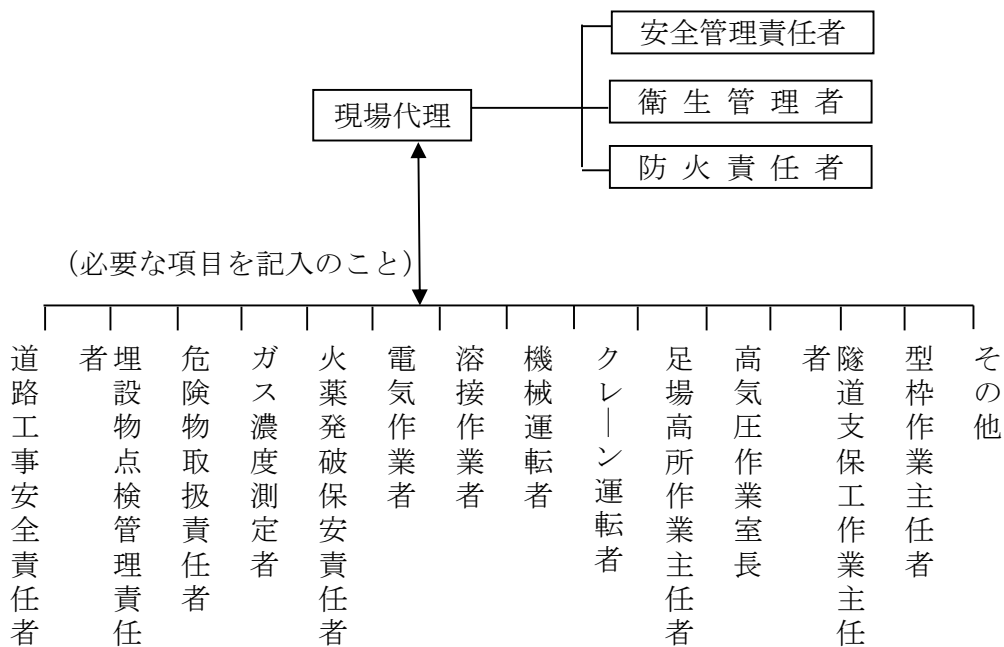 安全管理責任者
衛生管理者
防火責任者
現場代理
（必要な項目を記入のこと）
道路工事安全責任者
埋設物点検管理責任
者
危険物取扱責任者
ガス濃度測定者
火薬発破保安責任者
電気作業者
溶接作業者
機械運転者
クレーン運転者
足場高所作業主任者
高気圧作業室長
隧道支保工作業主任
者
型枠作業主任者
その他